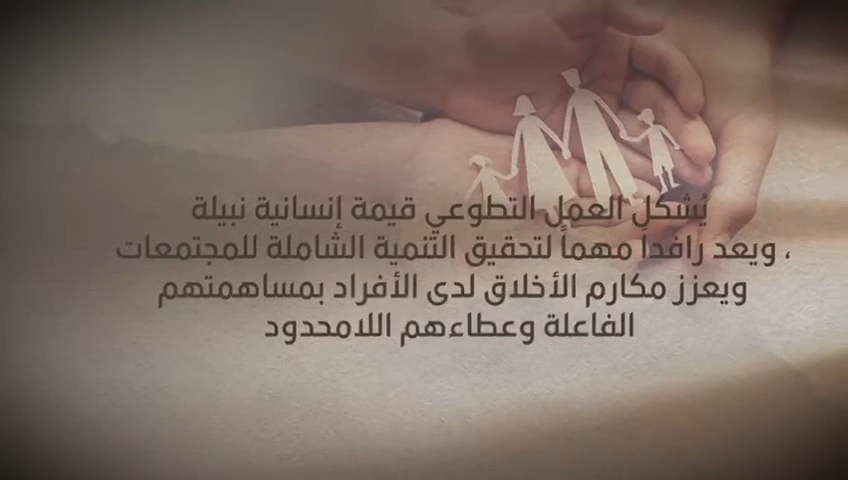 يُشكل العمل التطوعي قيمة إنسانية نبيلة
، ويعد رافداً مهماً لتحقيق التنمية الشاملة للمجتمعات
ويعزز مكارم الأخلاق لدى الأفراد بمساهمتهم
الفاعلة وعطاءهم اللامحدود